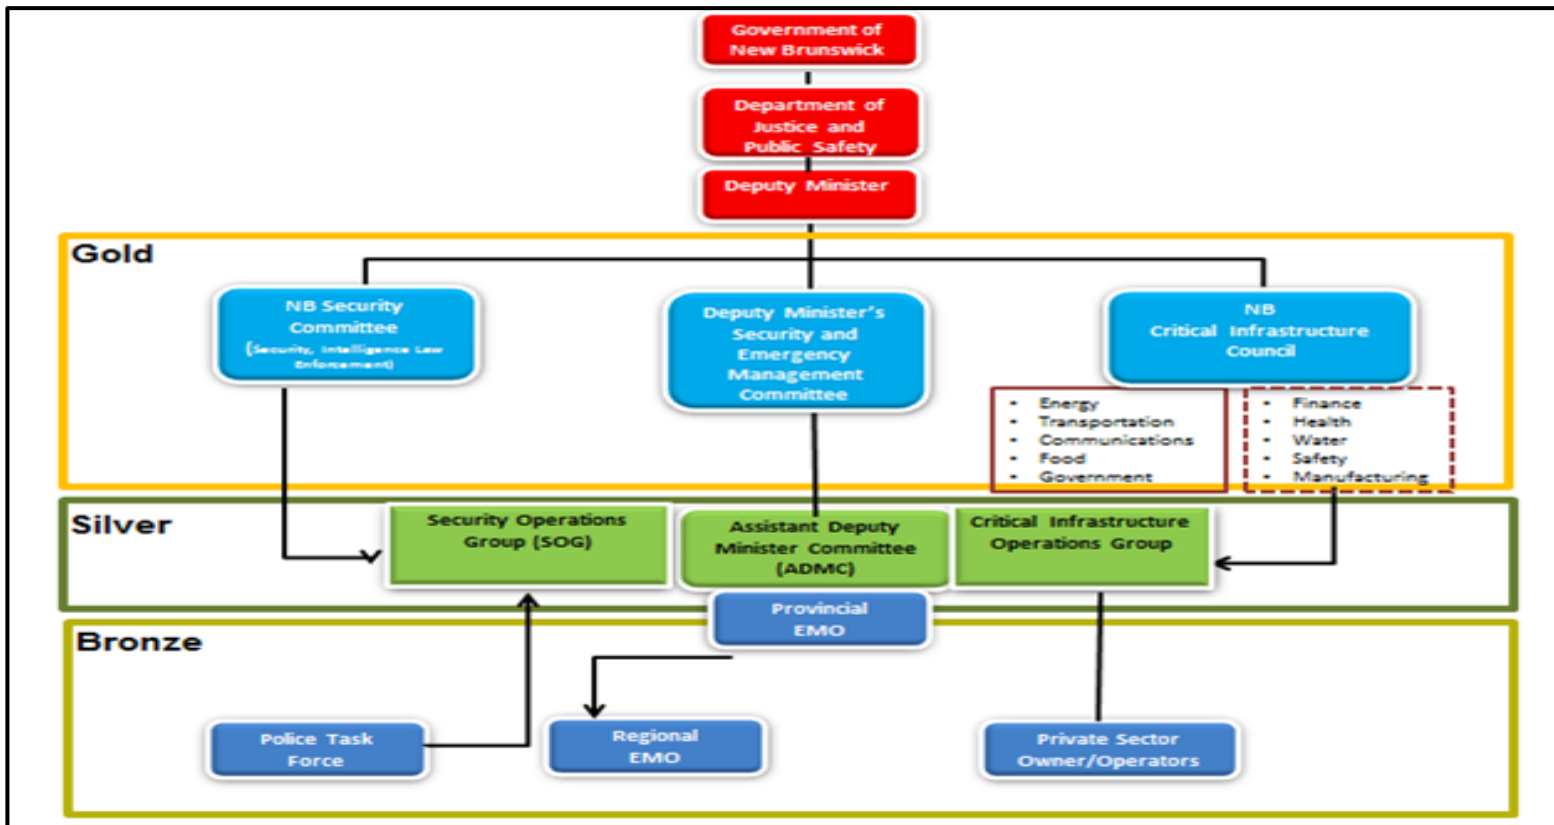 Government of
New Brunswick
Department of
Justice and
Public Safety
Deputy Minister
Gold
NB Security
Committee
(Security, Intelligence Law
Enforcement)
Deputy Minister's
Security and
Emergency
Management
Committee
NB
Critical Infrastructure
Council
• Energy
• Transportation
• Communications
• Food
• Government
• Finance
• Health
• Water
• Safety
• Manufacturing
Silver
Security Operations
Group (SOG)
Assistant Deputy
Minister Committee
(ADMC)
Critical Infrastructure
Operations Group
Provincial
EMO
Bronze
Police Task
Force
Regional
EMO
Private Sector
Owner/Operators